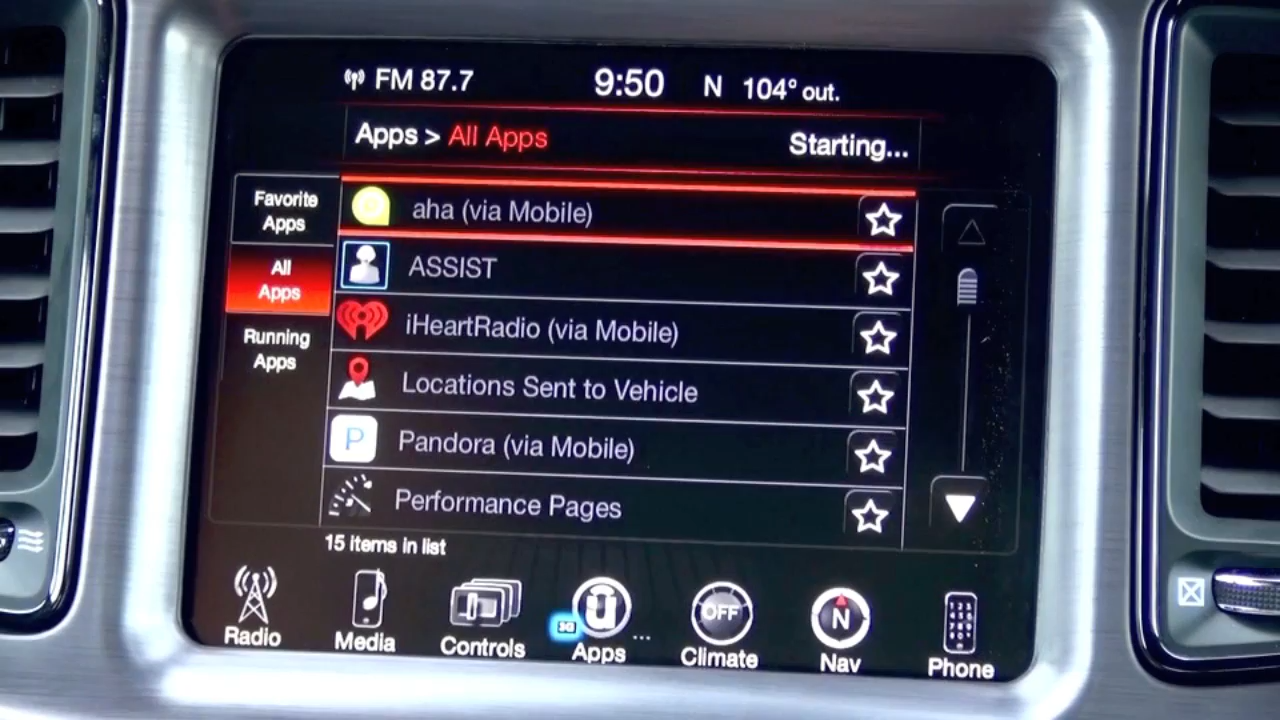 FM 87.7 9:50 N 104° out.
Apps > All Apps Starting...
Favorite
Apps
All
Apps
Running
Apps
aha (via Mobile)
ASSIST
iHeartRadio (via Mobile)
Locations Sent to Vehicle
P Pandora (via Mobile)
Performance Pages
15 items in list
3G ū OFF N
Radio Media Controls Apps ... Climate Nav Phone